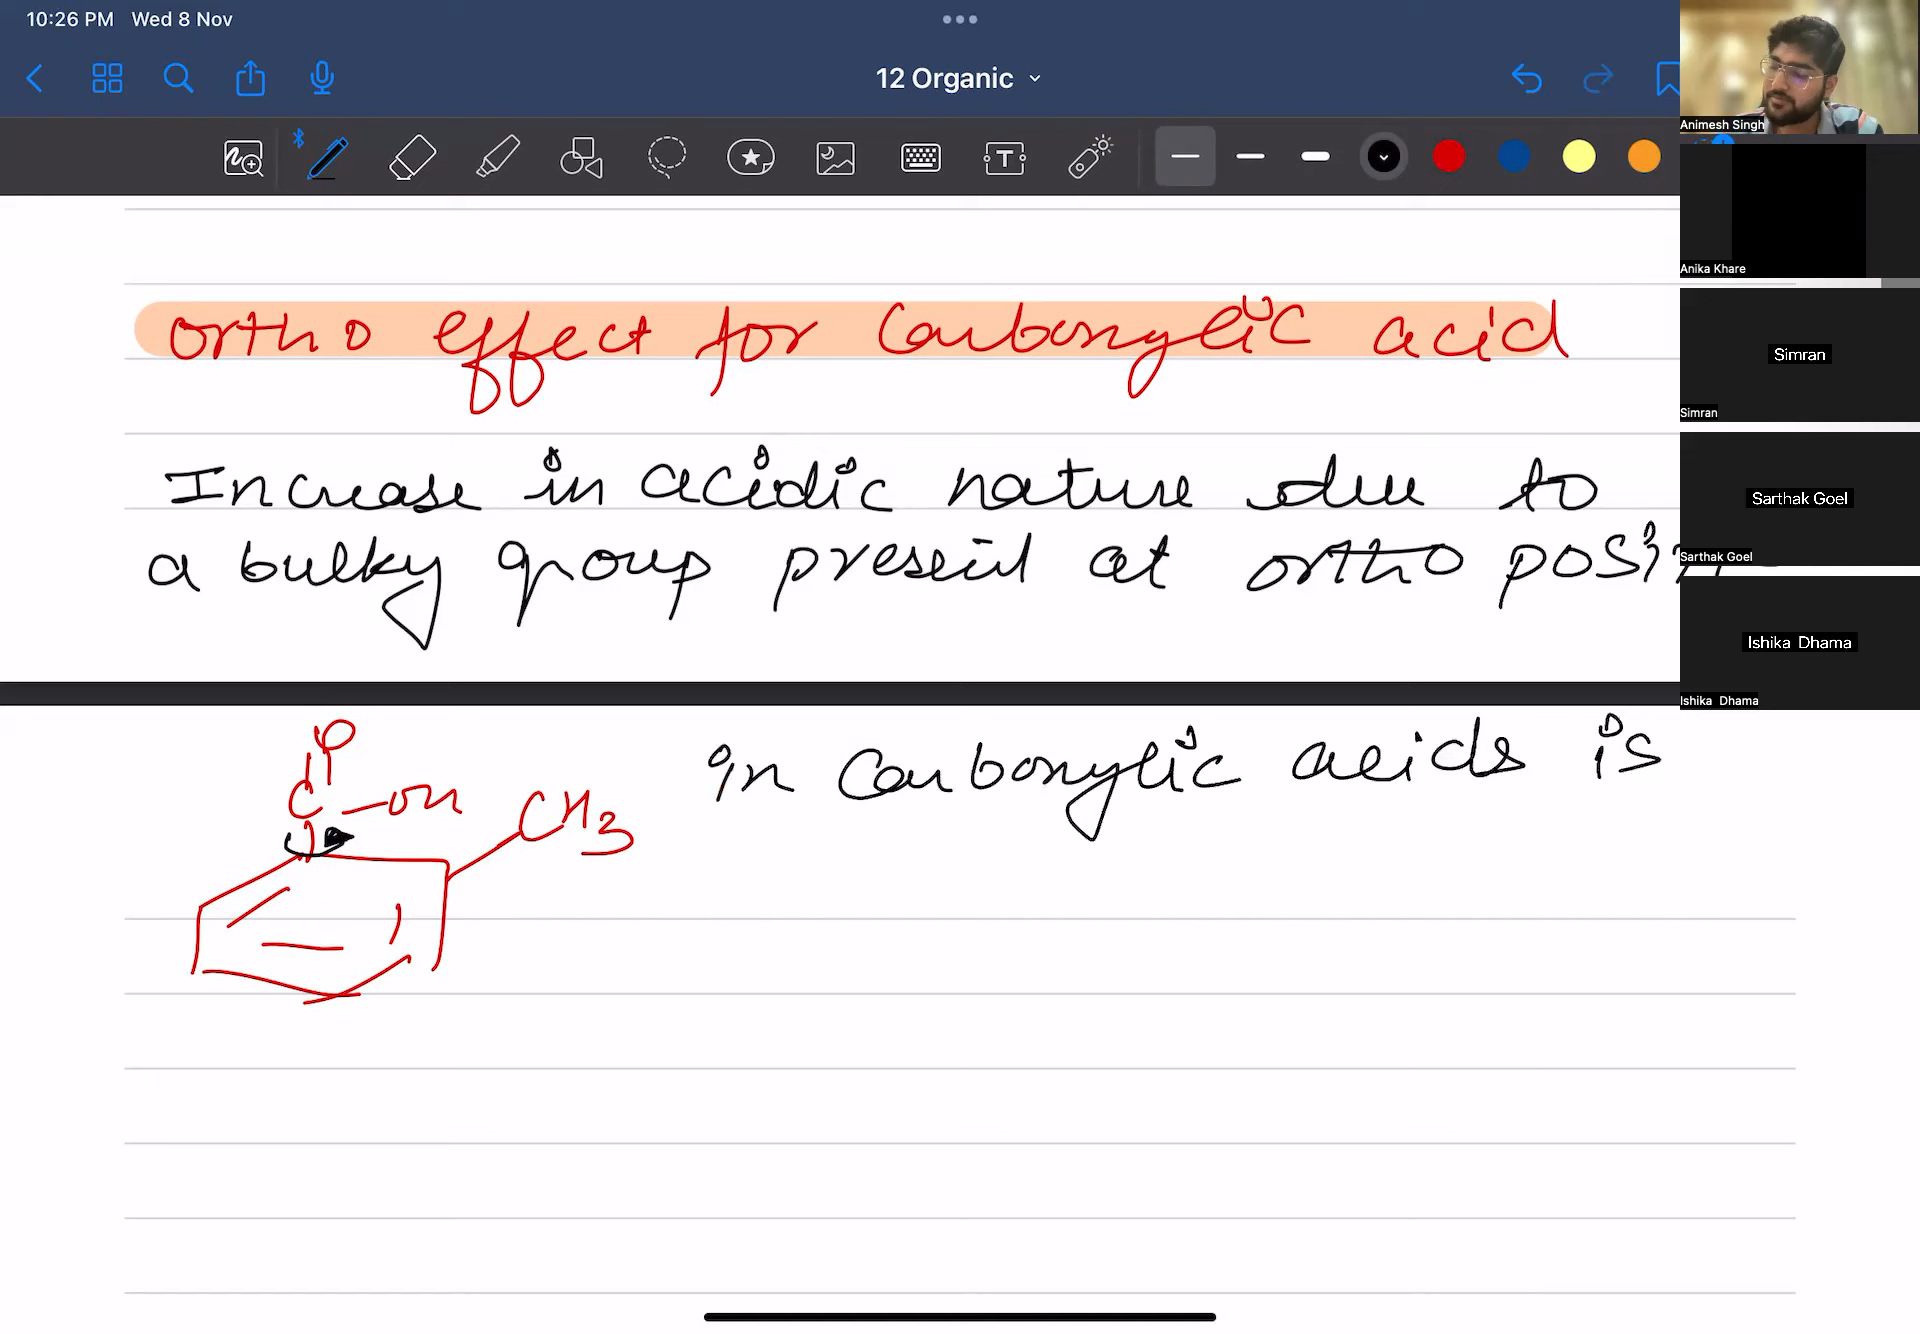 10:26 PM Wed 8 Nov
12 Organic
Animesh Singh
Anika Khare
Simran
Simran
Sarthak Goel
Sarthak Goel
Ishika Dhama
Ishika Dhama
Ortho effect for Carboxylic acid
Increase in acidic nature due to
a bulky group present at ortho
in Carboxylic acids is
O
C - OH
CH3